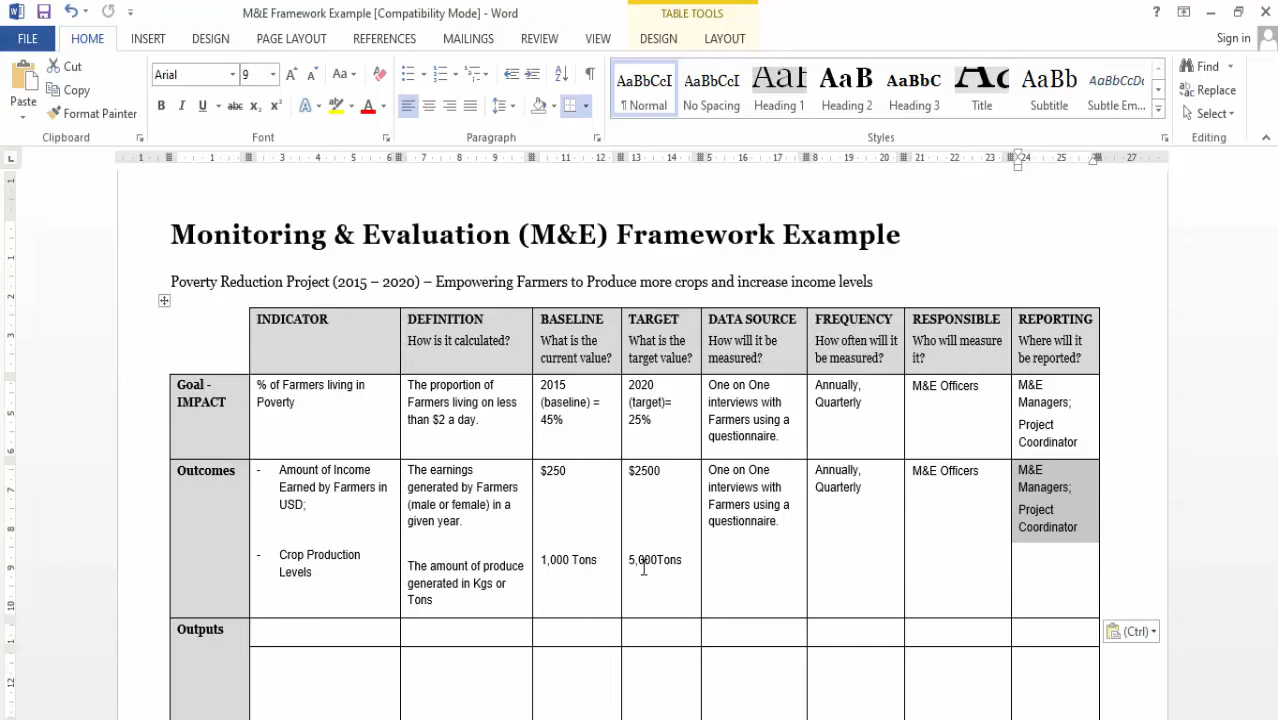 M&E Framework Example [Compatibility Mode] - Word
TABLE TOOLS
?
FILE HOME INSERT DESIGN PAGE LAYOUT REFERENCES MAILINGS REVIEW VIEW DESIGN LAYOUT Sign in
Cut
Copy
Format Painter
Paste
Clipboard
Arial 9
Font
Paragraph
AaBbCcI AaBbCcI AaBbC AaB AaBbC AaC AaBb AaBbCcDc
¶ Normal No Spacing Heading 1 Heading 2 Heading 3 Title Subtitle Subtle Em...
Styles
Find
Replace
Select
Editing
Monitoring & Evaluation (M&E) Framework Example
Poverty Reduction Project (2015 – 2020) – Empowering Farmers to Produce more crops and increase income levels
INDICATOR
DEFINITION
How is it calculated?
BASELINE
What is the
current value?
TARGET
What is the
target value?
DATA SOURCE
How will it be
measured?
FREQUENCY
How often will it
be measured?
RESPONSIBLE
Who will measure
it?
REPORTING
Where will it
be reported?
Goal -
IMPACT
% of Farmers living in
Poverty
The proportion of
Farmers living on less
than $2 a day.
2015
(baseline) =
45%
2020
(target)=
25%
One on One
interviews with
Farmers using a
questionnaire.
Annually,
Quarterly
M&E Officers
M&E
Managers;
Project
Coordinator
Outcomes
- Amount of Income
Earned by Farmers in
USD;
- Crop Production
Levels
The earnings
generated by Farmers
(male or female) in a
given year.
The amount of produce
generated in Kgs or
Tons
$250
1,000 Tons
$2500
5,000Tons
One on One
interviews with
Farmers using a
questionnaire.
Annually,
Quarterly
M&E Officers
M&E
Managers;
Project
Coordinator
Outputs
(Ctrl)